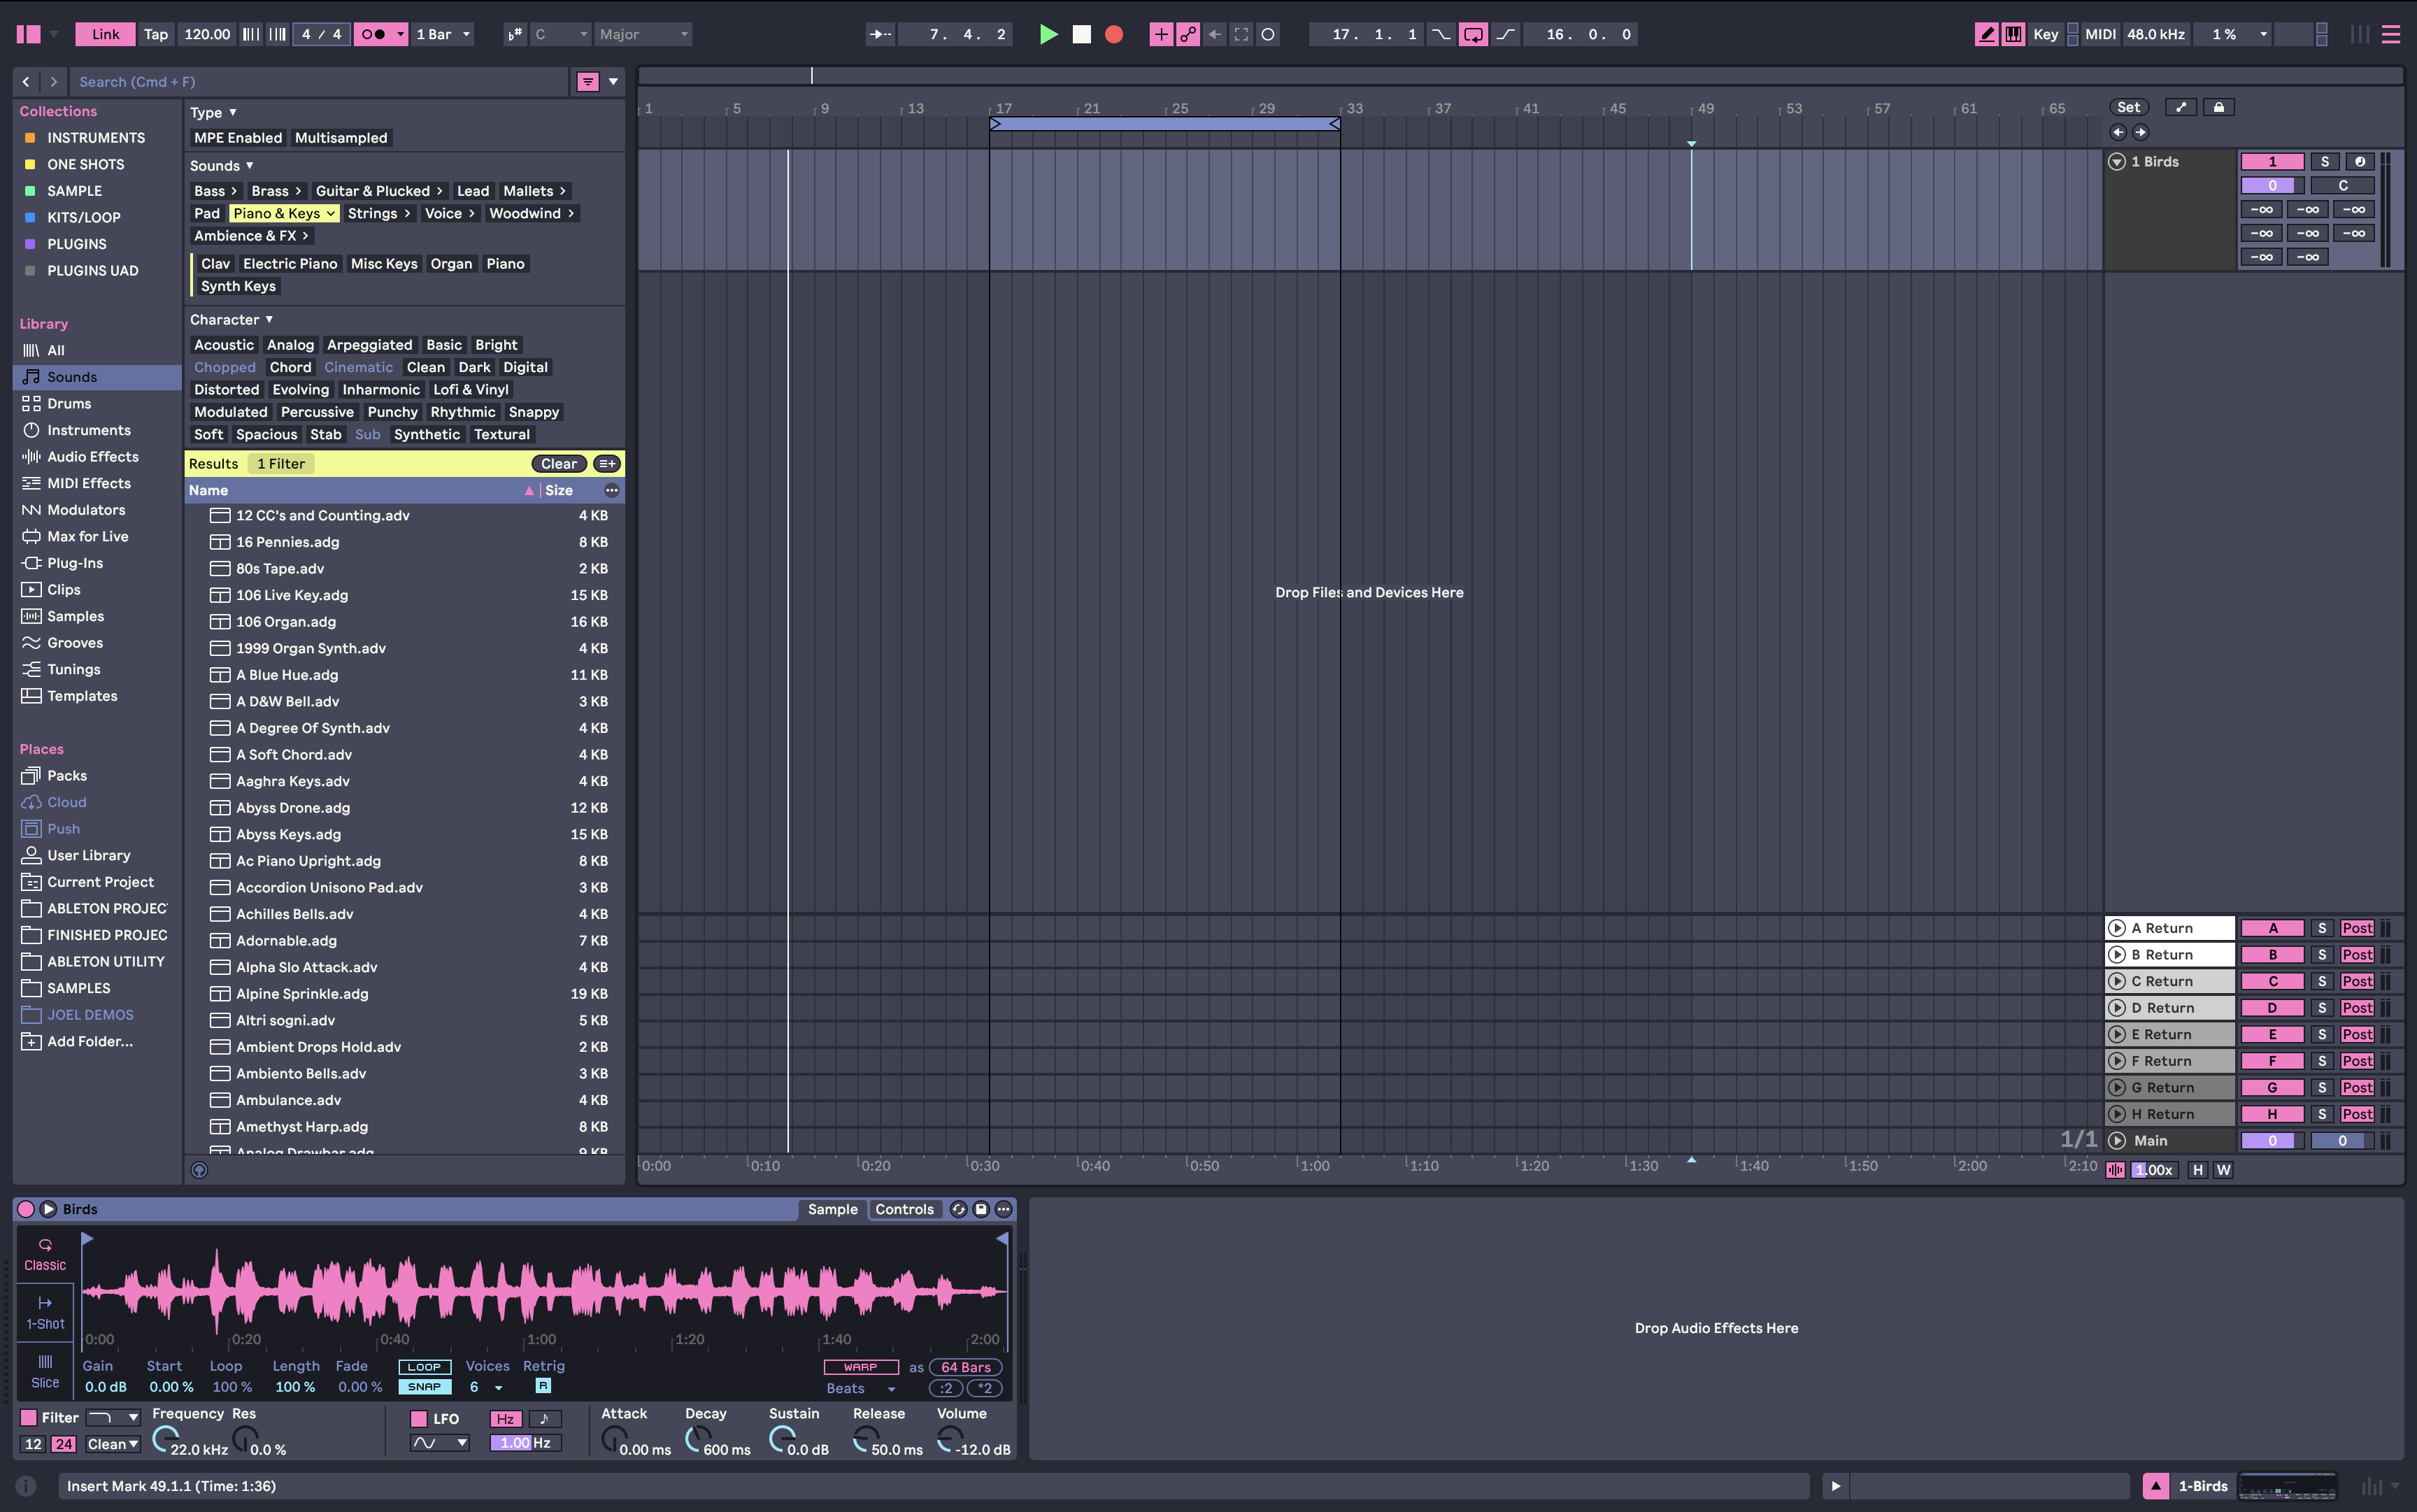 Link Tap 120.00 4 / 4 1 Bar C Major 7. 4. 2 17. 1. 1 16. 0. 0 Key MIDI 48.0 kHz 1 %
Search (Cmd + F)
Collections
INSTRUMENTS
ONE SHOTS
SAMPLE
KITS/LOOP
PLUGINS
PLUGINS UAD
Library
All
Sounds
Drums
Instruments
Audio Effects
MIDI Effects
Modulators
Max for Live
Plug-Ins
Clips
Samples
Grooves
Tunings
Templates
Places
Packs
Cloud
Push
User Library
Current Project
ABLETON PROJEC
FINISHED PROJEC
ABLETON UTILITY
SAMPLES
JOEL DEMOS
Add Folder...
Type
MPE Enabled Multisampled
Sounds
Bass > Brass > Guitar & Plucked > Lead Mallets >
Pad Piano & Keys Strings > Voice > Woodwind >
Ambience & FX >
Clav Electric Piano Misc Keys Organ Piano
Synth Keys
Character
Acoustic Analog Arpeggiated Basic Bright
Chopped Chord Cinematic Clean Dark Digital
Distorted Evolving Inharmonic Lofi & Vinyl
Modulated Percussive Punchy Rhythmic Snappy
Soft Spacious Stab Sub Synthetic Textural
Results 1 Filter Clear
Name Size
12 CC's and Counting.adv 4 KB
16 Pennies.adg 8 KB
80s Tape.adv 2 KB
106 Live Key.adg 15 KB
106 Organ.adg 16 KB
1999 Organ Synth.adv 4 KB
A Blue Hue.adg 11 KB
A D&W Bell.adv 3 KB
A Degree Of Synth.adv 4 KB
A Soft Chord.adv 4 KB
Aaghra Keys.adv 4 KB
Abyss Drone.adg 12 KB
Abyss Keys.adg 15 KB
Ac Piano Upright.adg 8 KB
Accordion Unisono Pad.adv 3 KB
Achilles Bells.adv 4 KB
Adornable.adg 7 KB
Alpha Slo Attack.adv 4 KB
Alpine Sprinkle.adg 19 KB
Altri sogni.adv 5 KB
Ambient Drops Hold.adv 2 KB
Ambiento Bells.adv 3 KB
Ambulance.adv 4 KB
Amethyst Harp.adg 8 KB
Analog Drawbar.adg 9 KB
1 5 9 13 17 21 25 29 33 37 41 45 49 53 57 61 65
Set
1 Birds 1 S
0 C
-∞ -∞ -∞
-∞ -∞ -∞
-∞ -∞
Drop Files and Devices Here
A Return A S Post
B Return B S Post
C Return C S Post
D Return D S Post
E Return E S Post
F Return F S Post
G Return G S Post
H Return H S Post
1/1 Main 0 0
0:00 0:10 0:20 0:30 0:40 0:50 1:00 1:10 1:20 1:30 1:40 1:50 2:00 2:10 1.00x H W
Birds Sample Controls
Classic
1-Shot
Slice
0:00 0:20 0:40 1:00 1:20 1:40 2:00
Gain Start Loop Length Fade LOOP Voices Retrig WARP as 64 Bars
0.0 dB 0.00 % 100 % 100 % 0.00 % SNAP 6 R Beats :2 *2
Filter Frequency Res LFO Hz Attack Decay Sustain Release Volume
12 24 Clean 22.0 kHz 0.0 % 1.00 Hz 0.00 ms 600 ms 0.0 dB 50.0 ms -12.0 dB
Drop Audio Effects Here
Insert Mark 49.1.1 (Time: 1:36) 1-Birds